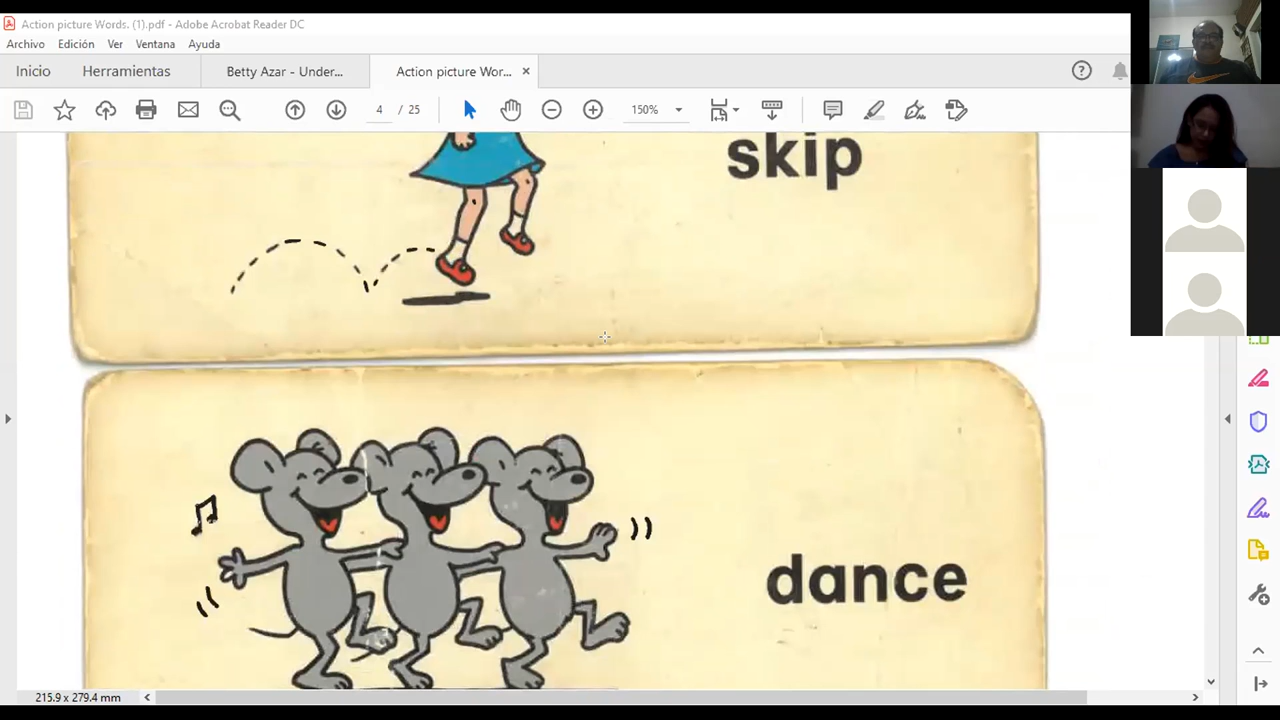 Action picture Words. (1).pdf - Adobe Acrobat Reader DC
Archivo Edición Ver Ventana Ayuda
Inicio Herramientas Betty Azar - Under... Action picture Wor... ×
4 / 25 150%
skip
dance
215.9 x 279.4 mm